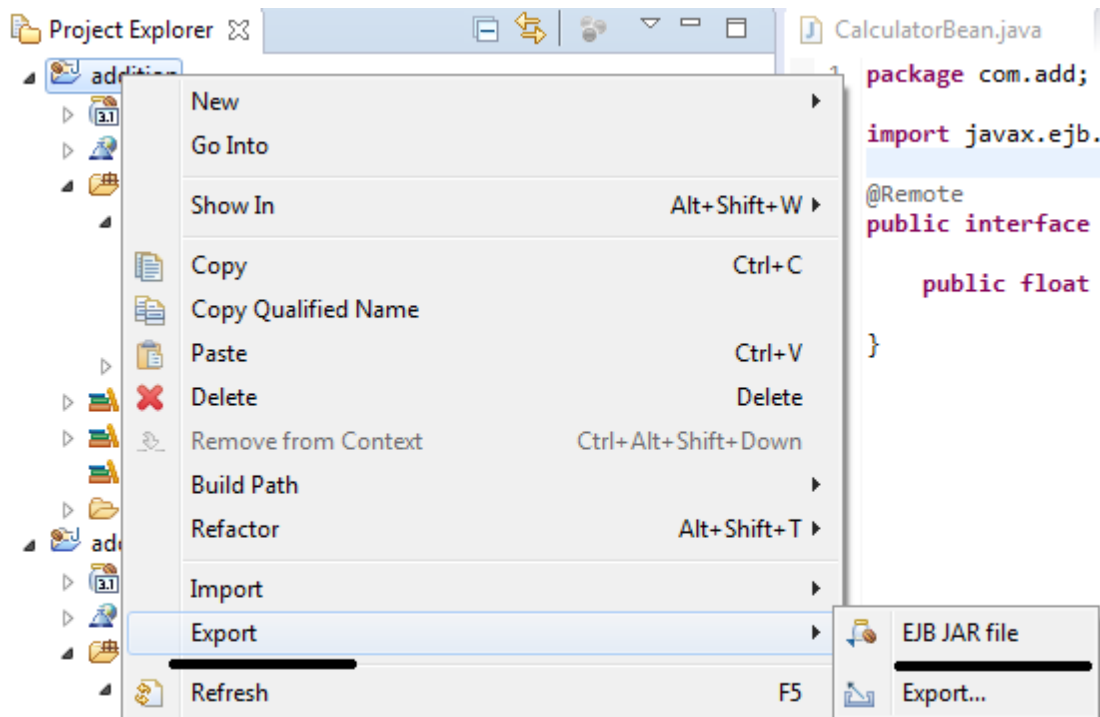 Project Explorer
CalculatorBean.java
addition
1 package com.add;
New
3.1
Go Into
import javax.ejb.
Show In Alt+Shift+W
@Remote
public interface
Copy Ctrl+C
public float
Copy Qualified Name
Paste Ctrl+V
}
Delete Delete
Remove from Context Ctrl+Alt+Shift+Down
Build Path
Refactor Alt+Shift+T
add
Import
3.1
Export
EJB JAR file
Refresh F5
Export...